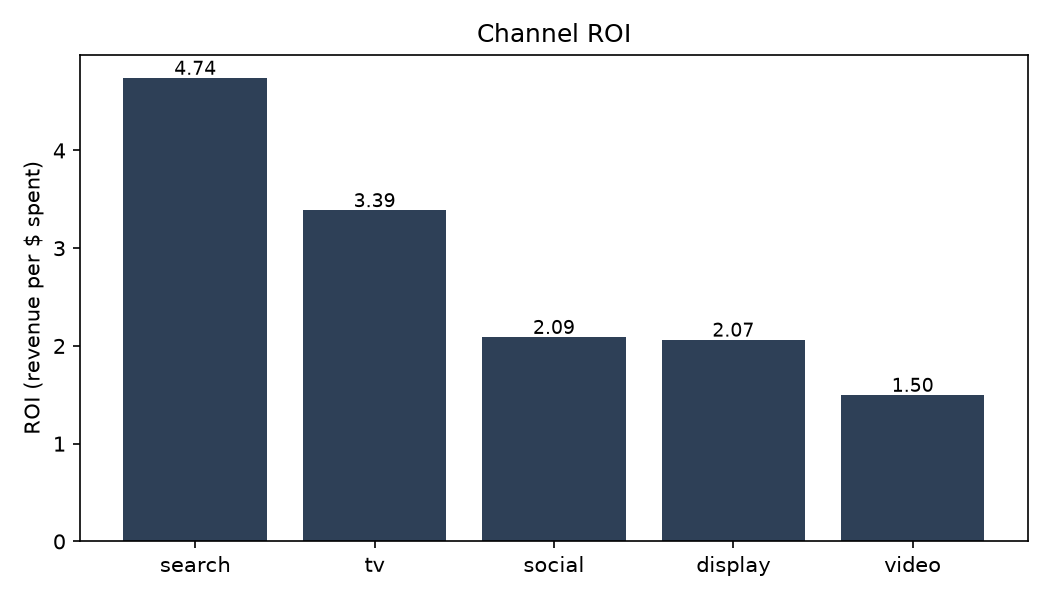 Channel ROI
4.74
3.39
2.09
2.07
1.50
ROI (revenue per $ spent)
4
3
2
1
0
search
tv
social
display
video